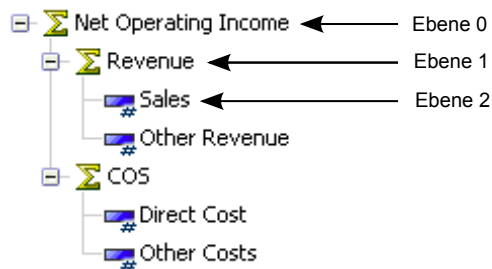 Net Operating Income Ebene 0
Revenue Ebene 1
Sales Ebene 2
Other Revenue
COS
Direct Cost
Other Costs